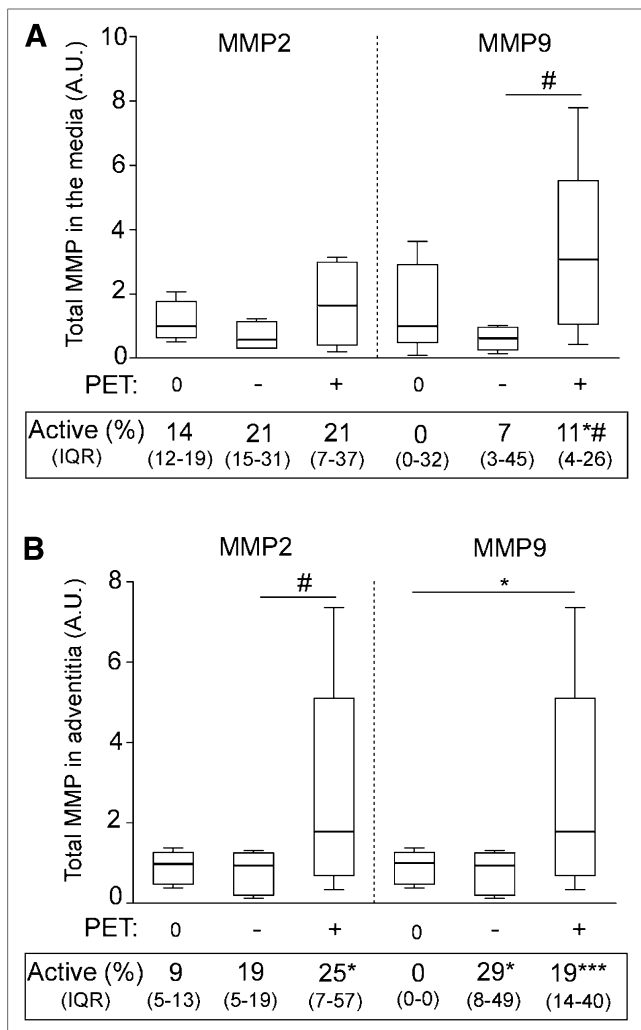 A
MMP2 MMP9
#
Total MMP in the media (A.U.)
10
8
6
4
2
0
PET: 0 - + 0 - +
Active (%) 14 21 21 0 7 11*#
(IQR) (12-19) (15-31) (7-37) (0-32) (3-45) (4-26)
B
MMP2 MMP9
# *
Total MMP in adventitia (A.U.)
8
6
4
2
0
PET: 0 - + 0 - +
Active (%) 9 19 25* 0 29* 19***
(IQR) (5-13) (5-19) (7-57) (0-0) (8-49) (14-40)